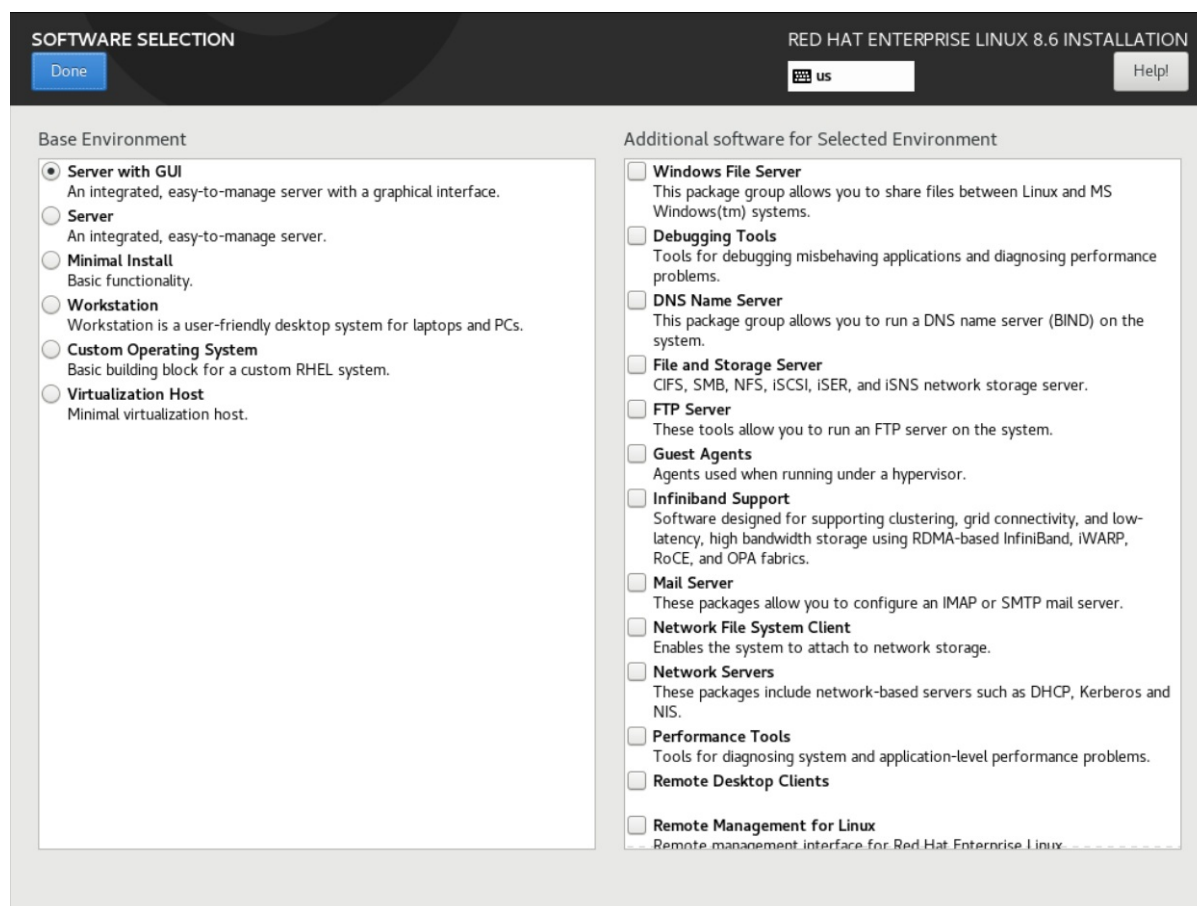 SOFTWARE SELECTION
Done
RED HAT ENTERPRISE LINUX 8.6 INSTALLATION
us
Help!
Base Environment
Server with GUI
An integrated, easy-to-manage server with a graphical interface.
Server
An integrated, easy-to-manage server.
Minimal Install
Basic functionality.
Workstation
Workstation is a user-friendly desktop system for laptops and PCs.
Custom Operating System
Basic building block for a custom RHEL system.
Virtualization Host
Minimal virtualization host.
Additional software for Selected Environment
Windows File Server
This package group allows you to share files between Linux and MS
Windows(tm) systems.
Debugging Tools
Tools for debugging misbehaving applications and diagnosing performance
problems.
DNS Name Server
This package group allows you to run a DNS name server (BIND) on the
system.
File and Storage Server
CIFS, SMB, NFS, iSCSI, iSER, and iSNS network storage server.
FTP Server
These tools allow you to run an FTP server on the system.
Guest Agents
Agents used when running under a hypervisor.
Infiniband Support
Software designed for supporting clustering, grid connectivity, and low-
latency, high bandwidth storage using RDMA-based InfiniBand, iWARP,
RoCE, and OPA fabrics.
Mail Server
These packages allow you to configure an IMAP or SMTP mail server.
Network File System Client
Enables the system to attach to network storage.
Network Servers
These packages include network-based servers such as DHCP, Kerberos and
NIS.
Performance Tools
Tools for diagnosing system and application-level performance problems.
Remote Desktop Clients
Remote Management for Linux
Remote management interface for Red Hat Enterprise Linux